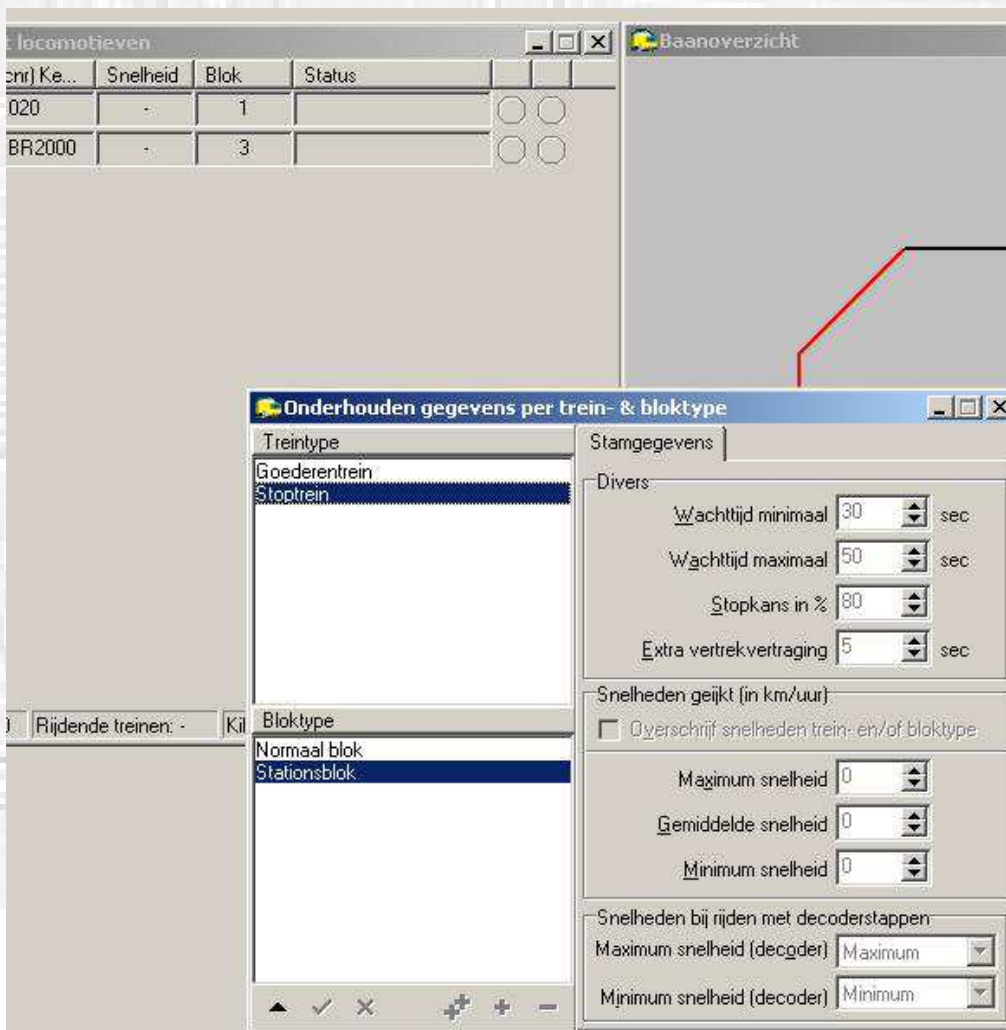 locomotieven
Baanoverzicht
cnr) Ke... Snelheid Blok Status
020 - 1
BR2000 - 3
Onderhouden gegevens per trein- & bloktype
Treintype
Goederentrein
Stoptrein
Stamgegevens
Divers
Wachttijd minimaal 30 sec
Wachttijd maximaal 50 sec
Stopkans in % 80
Extra vertrekvertraging 5 sec
Snelheden geijkt (in km/uur)
Overschrijf snelheden trein- en/of bloktype
Maximum snelheid 0
Gemiddelde snelheid 0
Minimum snelheid 0
Snelheden bij rijden met decoderstappen
Maximum snelheid (decoder) Maximum
Minimum snelheid (decoder) Minimum
Rijdende treinen: - Kil
Bloktype
Normaal blok
Stationsblok